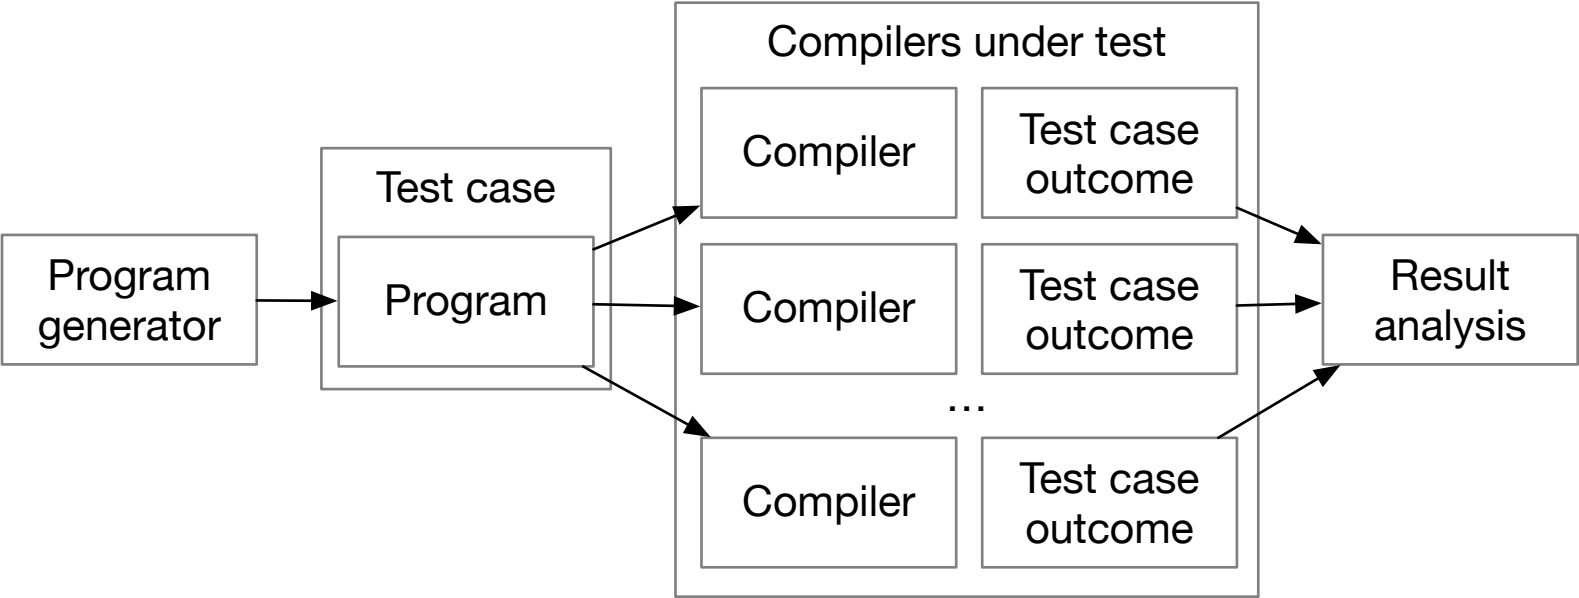 Program
generator
Test case
Program
Compilers under test
Compiler
Test case
outcome
Compiler
Test case
outcome
...
Compiler
Test case
outcome
Result
analysis